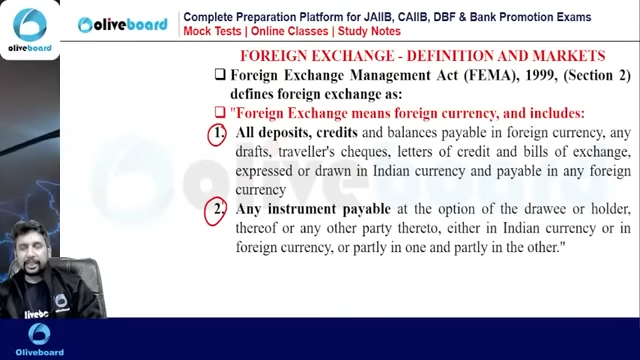 oliveboard
oliveboard
Complete Preparation Platform for JAIIB, CAIIB, DBF & Bank Promotion Exams
Mock Tests | Online Classes | Study Notes
FOREIGN EXCHANGE - DEFINITION AND MARKETS
❑ Foreign Exchange Management Act (FEMA), 1999, (Section 2)
defines foreign exchange as:
❑ "Foreign Exchange means foreign currency, and includes:
1. All deposits, credits and balances payable in foreign currency, any
drafts, traveller's cheques, letters of credit and bills of exchange,
expressed or drawn in Indian currency and payable in any foreign
currency
2. Any instrument payable at the option of the drawee or holder,
thereof or any other party thereto, either in Indian currency or in
foreign currency, or partly in one and partly in the other."
oliveboard
Oliveboard